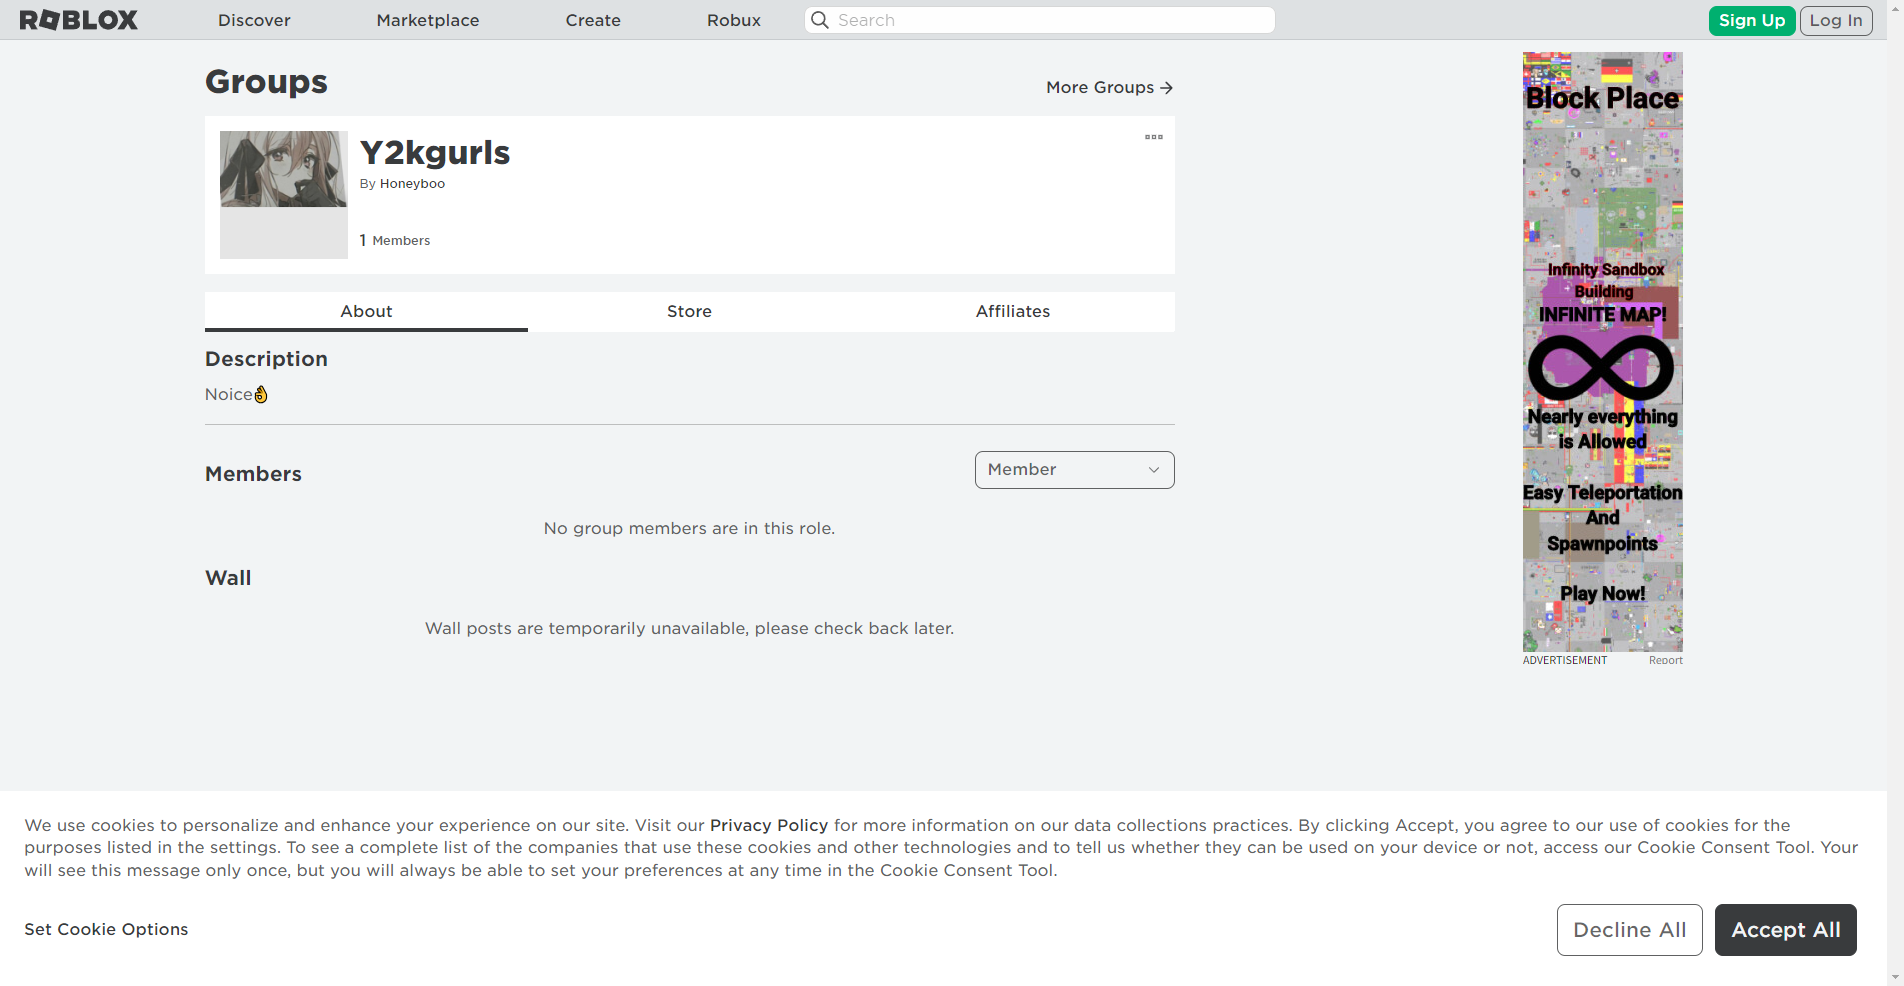 ROBLOX
Discover
Marketplace
Create
Robux
Search
Sign Up
Log In
Groups
More Groups
Y2kgurls
By Honeyboo
1 Members
About
Store
Affiliates
Description
Noice👌
Members
Member
No group members are in this role.
Wall
Wall posts are temporarily unavailable, please check back later.
Block Place
Infinity Sandbox
Building
INFINITE MAP!
Nearly everything
is Allowed
Easy Teleportation
And
Spawnpoints
Play Now!
ADVERTISEMENT
Report
We use cookies to personalize and enhance your experience on our site. Visit our Privacy Policy for more information on our data collections practices. By clicking Accept, you agree to our use of cookies for the
purposes listed in the settings. To see a complete list of the companies that use these cookies and other technologies and to tell us whether they can be used on your device or not, access our Cookie Consent Tool. Your
will see this message only once, but you will always be able to set your preferences at any time in the Cookie Consent Tool.
Set Cookie Options
Decline All
Accept All